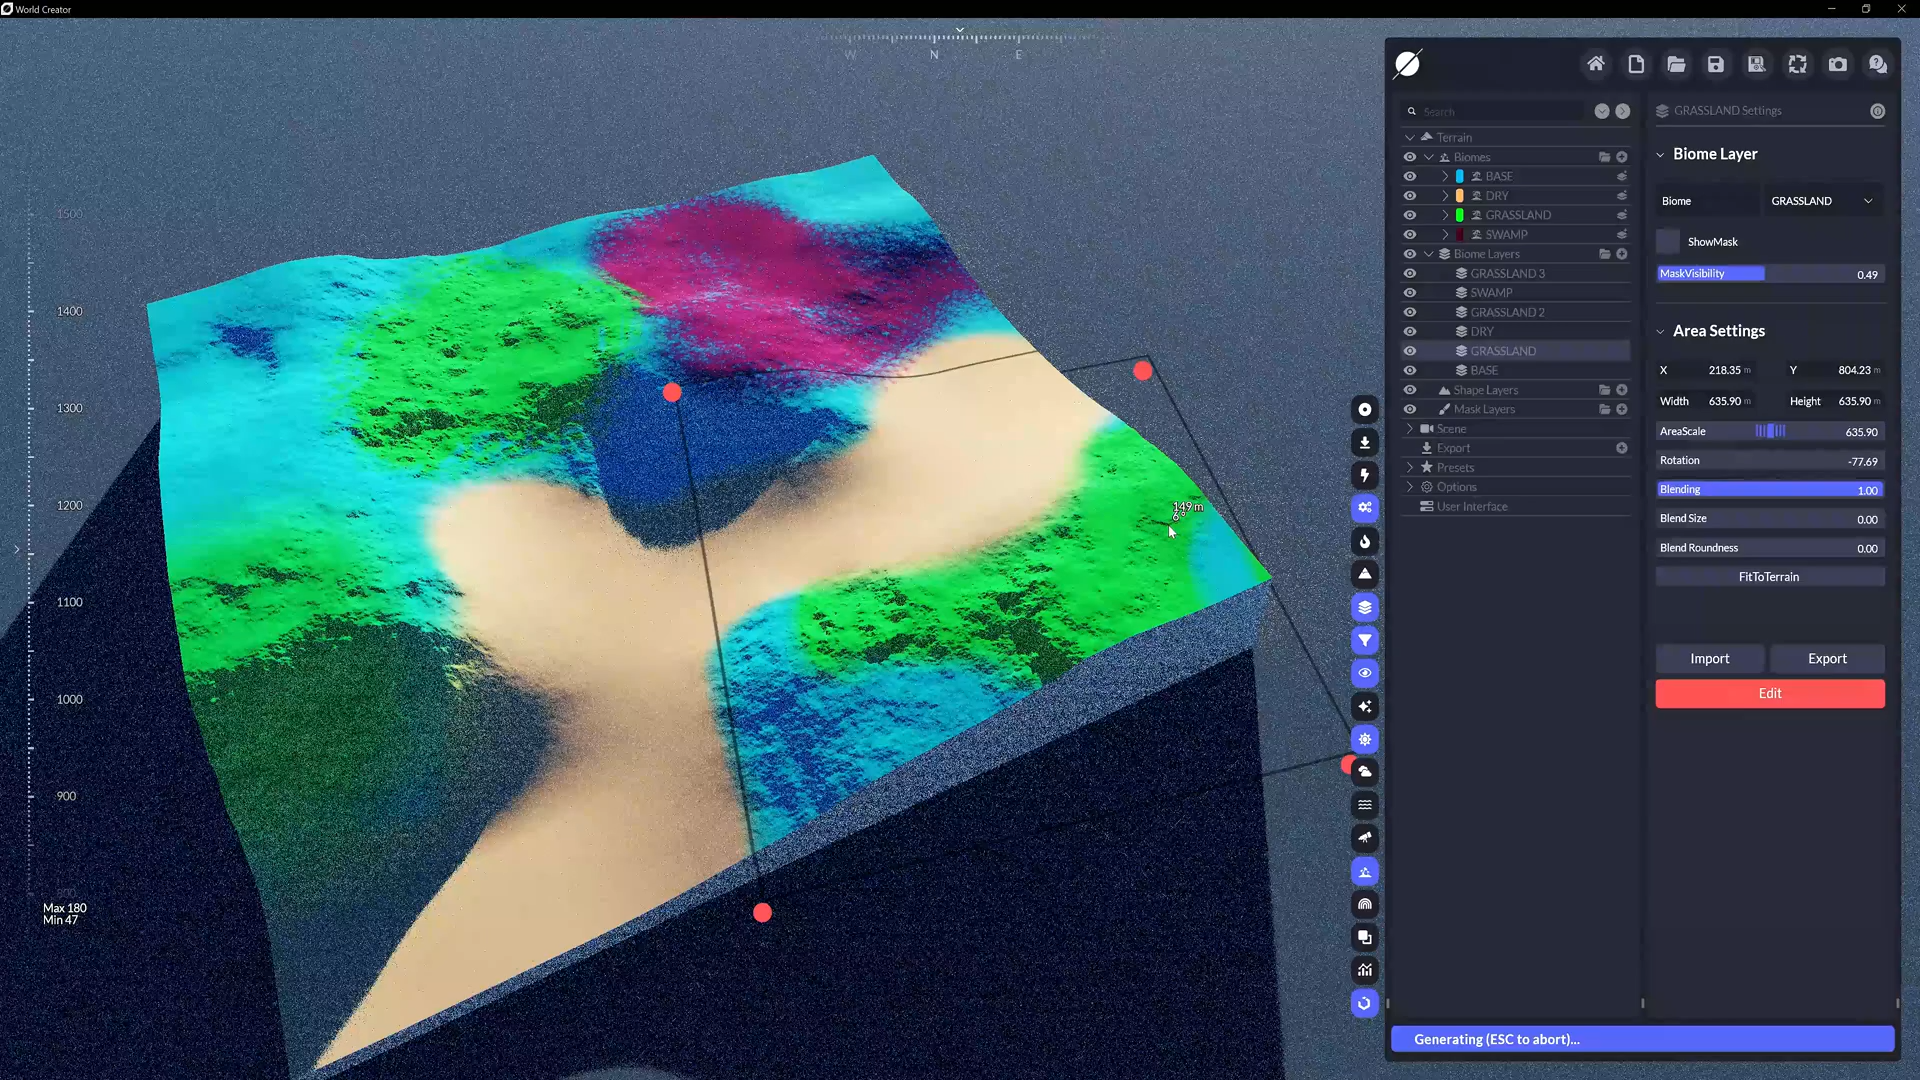 World Creator
W N E
1500
1400
1300
1200
1100
1000
900
800
Max 180
Min 47
149 m
6°
Search
Terrain
Biomes
BASE
DRY
GRASSLAND
SWAMP
Biome Layers
GRASSLAND 3
SWAMP
GRASSLAND 2
DRY
GRASSLAND
BASE
Shape Layers
Mask Layers
Scene
Export
Presets
Options
User Interface
GRASSLAND Settings
Biome Layer
Biome GRASSLAND
ShowMask
MaskVisibility 0.49
Area Settings
X 218.35 m Y 804.23 m
Width 635.90 m Height 635.90 m
AreaScale 635.90
Rotation -77.69
Blending 1.00
Blend Size 0.00
Blend Roundness 0.00
FitToTerrain
Import Export
Edit
Generating (ESC to abort)...